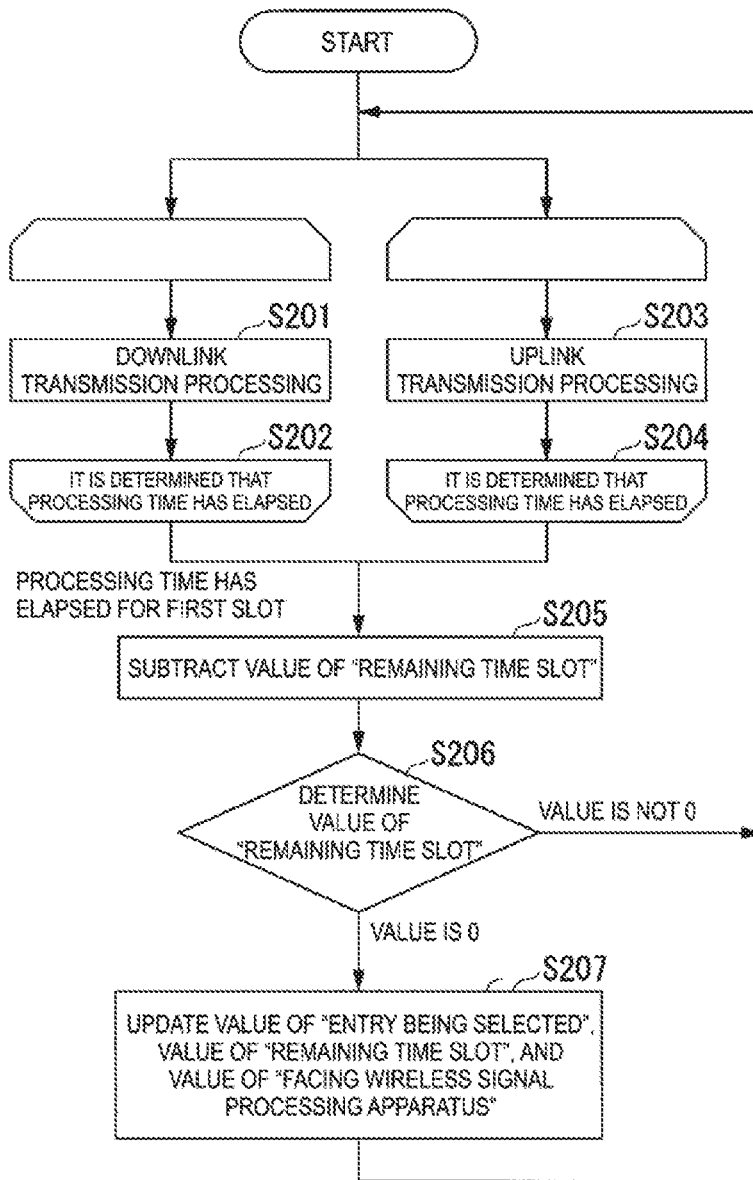 START
S201
DOWNLINK
TRANSMISSION PROCESSING
S203
UPLINK
TRANSMISSION PROCESSING
S202
IT IS DETERMINED THAT
PROCESSING TIME HAS ELAPSED
S204
IT IS DETERMINED THAT
PROCESSING TIME HAS ELAPSED
PROCESSING TIME HAS
ELAPSED FOR FIRST SLOT
S205
SUBTRACT VALUE OF "REMAINING TIME SLOT"
S206
DETERMINE
VALUE OF
"REMAINING TIME SLOT"
VALUE IS NOT 0
VALUE IS 0
S207
UPDATE VALUE OF "ENTRY BEING SELECTED",
VALUE OF "REMAINING TIME SLOT", AND
VALUE OF "FACING WIRELESS SIGNAL
PROCESSING APPARATUS"